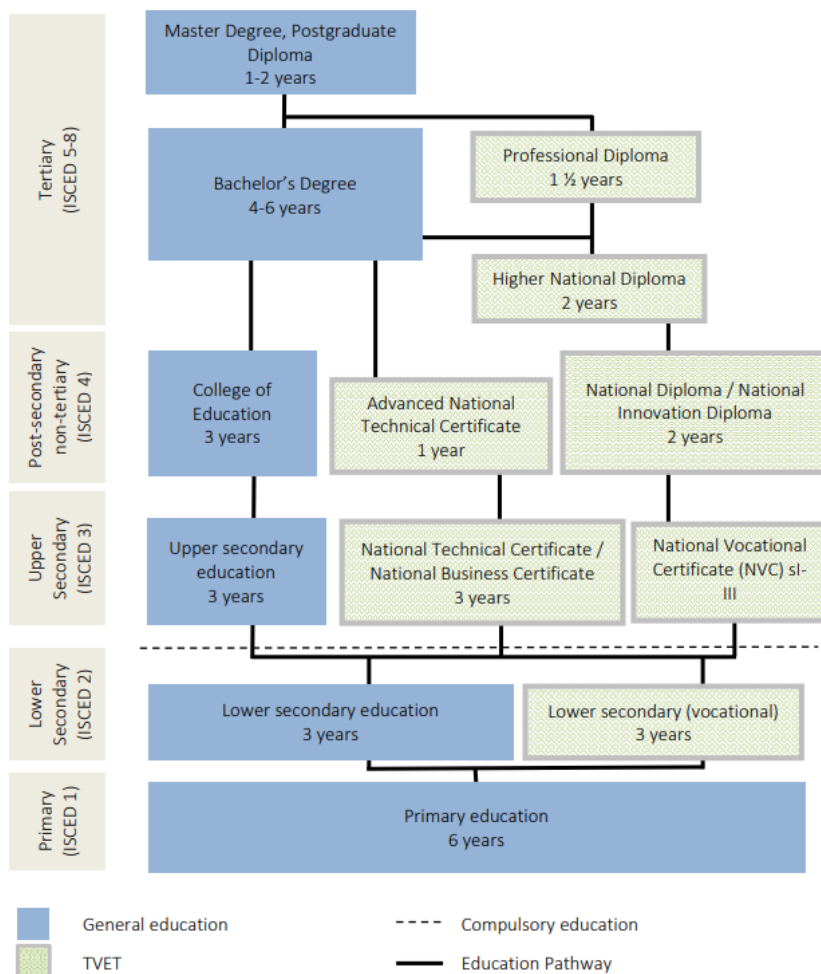 Master Degree, Postgraduate
Diploma
1-2 years
Tertiary
(ISCED 5-8)
Bachelor's Degree
4-6 years
Professional Diploma
1 ½ years
Higher National Diploma
2 years
Post-secondary
non-tertiary
(ISCED 4)
College of
Education
3 years
Advanced National
Technical Certificate
1 year
National Diploma / National
Innovation Diploma
2 years
Upper
Secondary
(ISCED 3)
Upper secondary
education
3 years
National Technical Certificate /
National Business Certificate
3 years
National Vocational
Certificate (NVC) sI-
III
Lower
Secondary
(ISCED 2)
Lower secondary education
3 years
Lower secondary (vocational)
3 years
Primary
(ISCED 1)
Primary education
6 years
General education
Compulsory education
TVET
Education Pathway